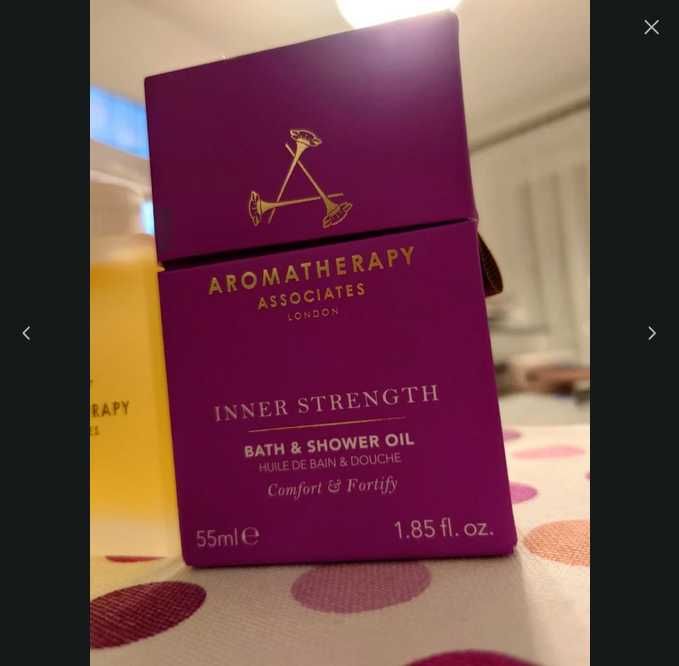 AROMATHERAPY
ASSOCIATES
LONDON
INNER STRENGTH
BATH & SHOWER OIL
HUILE DE BAIN & DOUCHE
Comfort & Fortify
55ml℮
1.85 fl. oz.